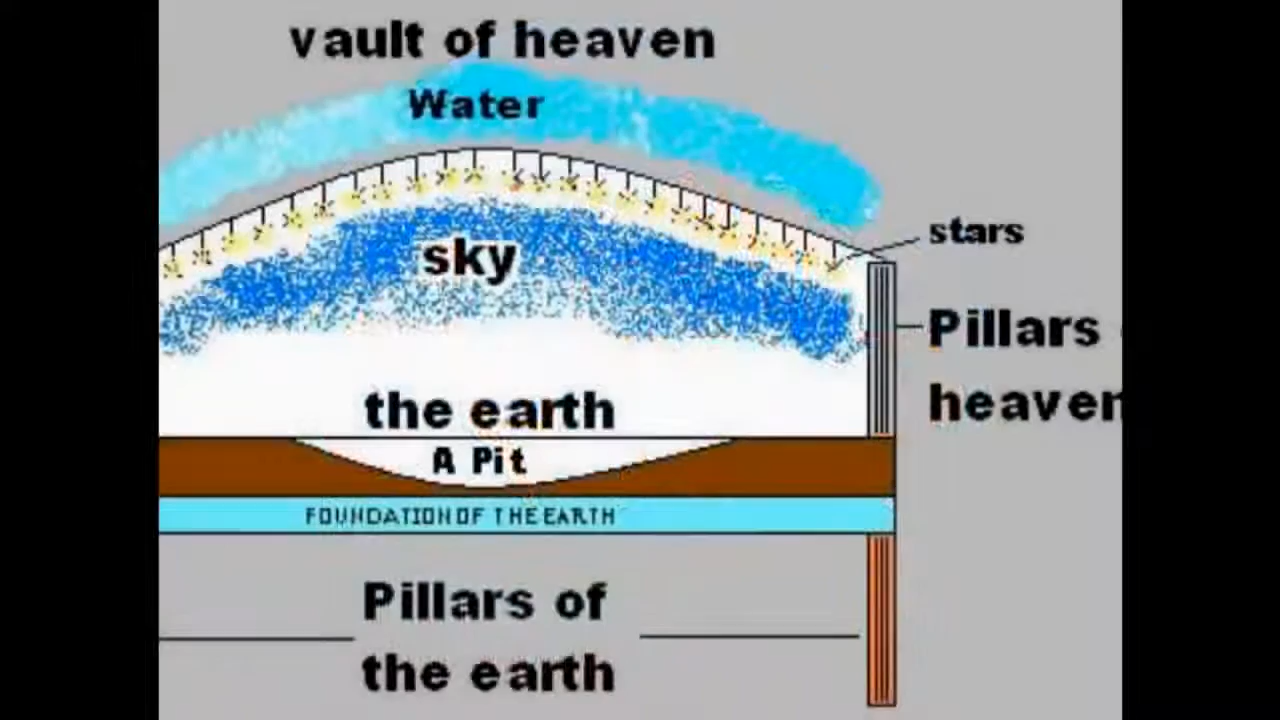 vault of heaven
Water
stars
sky
Pillars
heaven
the earth
A Pit
FOUNDATION OF THE EARTH
Pillars of
the earth